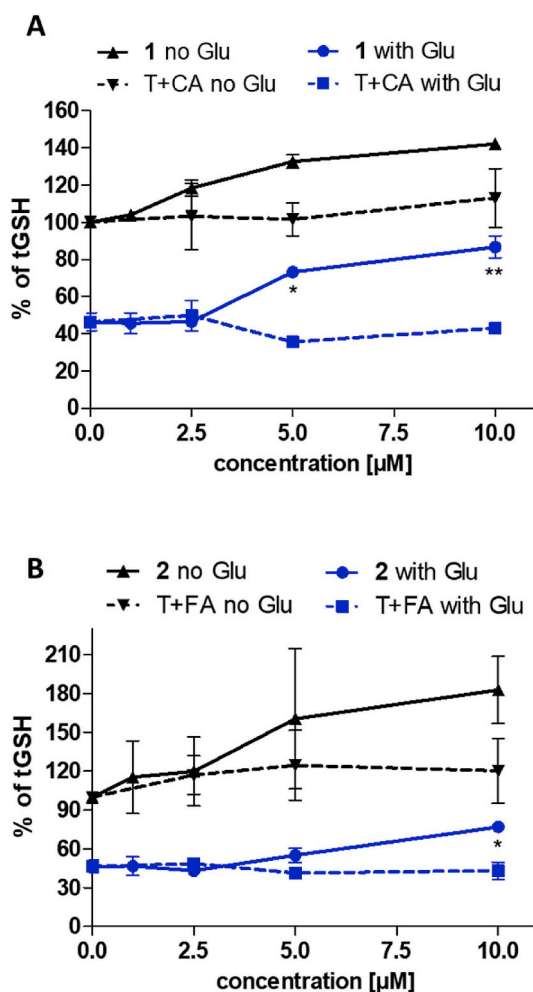 A
1 no Glu 1 with Glu
T+CA no Glu T+CA with Glu
160
140
120
100
80
60
40
20
0
% of tGSH
* **
0.0 2.5 5.0 7.5 10.0
concentration [µM]
B
2 no Glu 2 with Glu
T+FA no Glu T+FA with Glu
210
180
150
120
90
60
30
0
% of tGSH
*
0.0 2.5 5.0 7.5 10.0
concentration [µM]